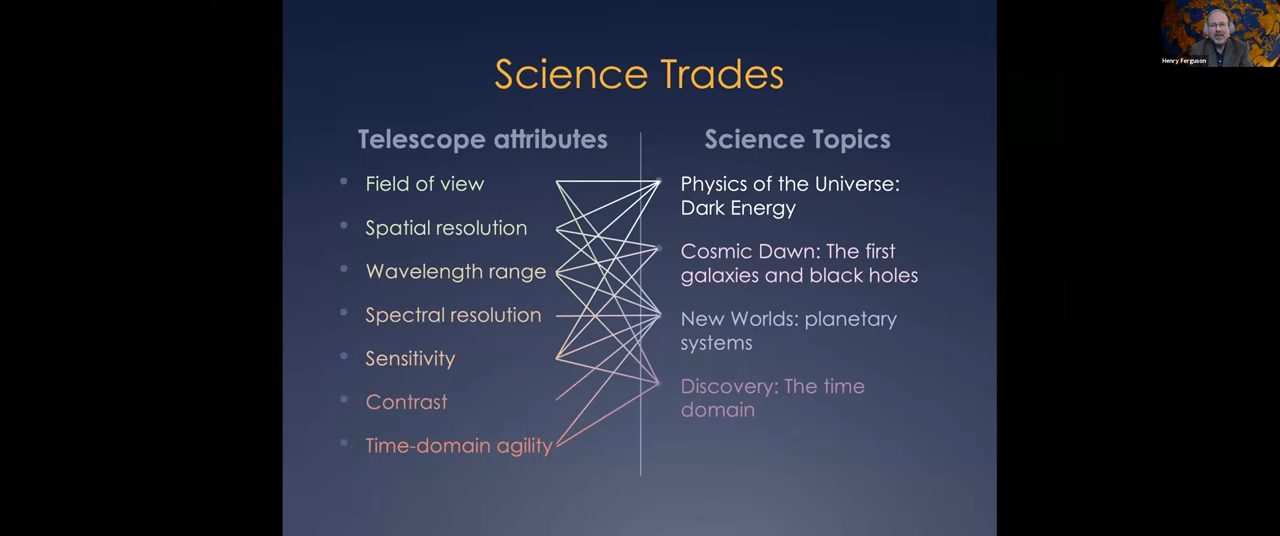 Science Trades
Telescope attributes
Field of view
Spatial resolution
Wavelength range
Spectral resolution
Sensitivity
Contrast
Time-domain agility
Science Topics
Physics of the Universe:
Dark Energy
Cosmic Dawn: The first
galaxies and black holes
New Worlds: planetary
systems
Discovery: The time
domain
Henry Ferguson